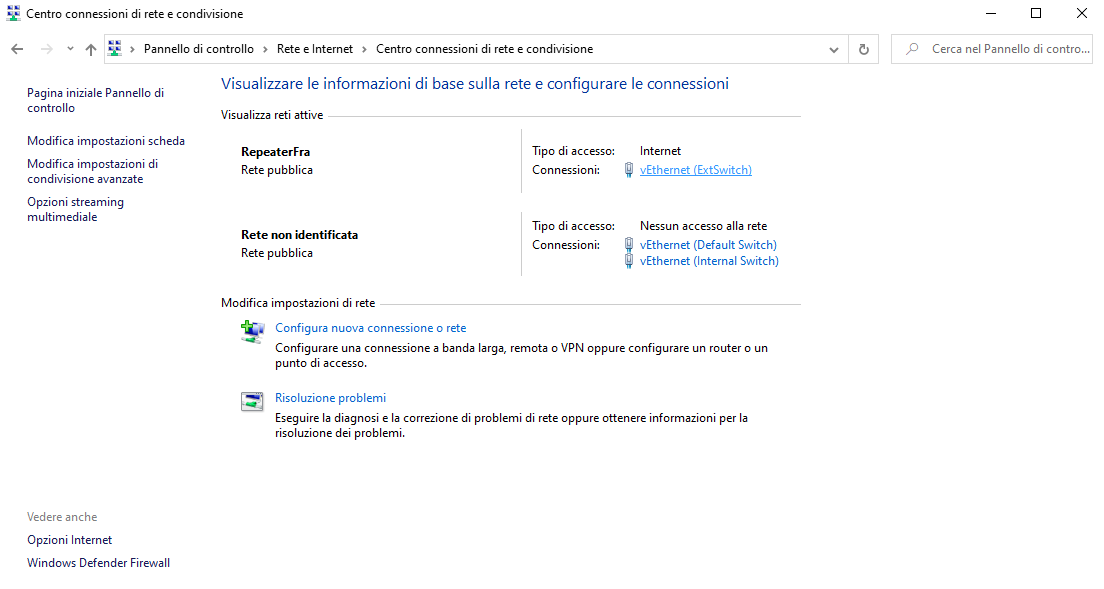 Centro connessioni di rete e condivisione
Pannello di controllo > Rete e Internet > Centro connessioni di rete e condivisione
Cerca nel Pannello di contro...
Pagina iniziale Pannello di
controllo
Modifica impostazioni scheda
Modifica impostazioni di
condivisione avanzate
Opzioni streaming
multimediale
Visualizzare le informazioni di base sulla rete e configurare le connessioni
Visualizza reti attive
RepeaterFra
Rete pubblica
Tipo di accesso: Internet
Connessioni: vEthernet (ExtSwitch)
Rete non identificata
Rete pubblica
Tipo di accesso: Nessun accesso alla rete
Connessioni: vEthernet (Default Switch)
vEthernet (Internal Switch)
Modifica impostazioni di rete
Configura nuova connessione o rete
Configurare una connessione a banda larga, remota o VPN oppure configurare un router o un
punto di accesso.
Risoluzione problemi
Eseguire la diagnosi e la correzione di problemi di rete oppure ottenere informazioni per la
risoluzione dei problemi.
Vedere anche
Opzioni Internet
Windows Defender Firewall